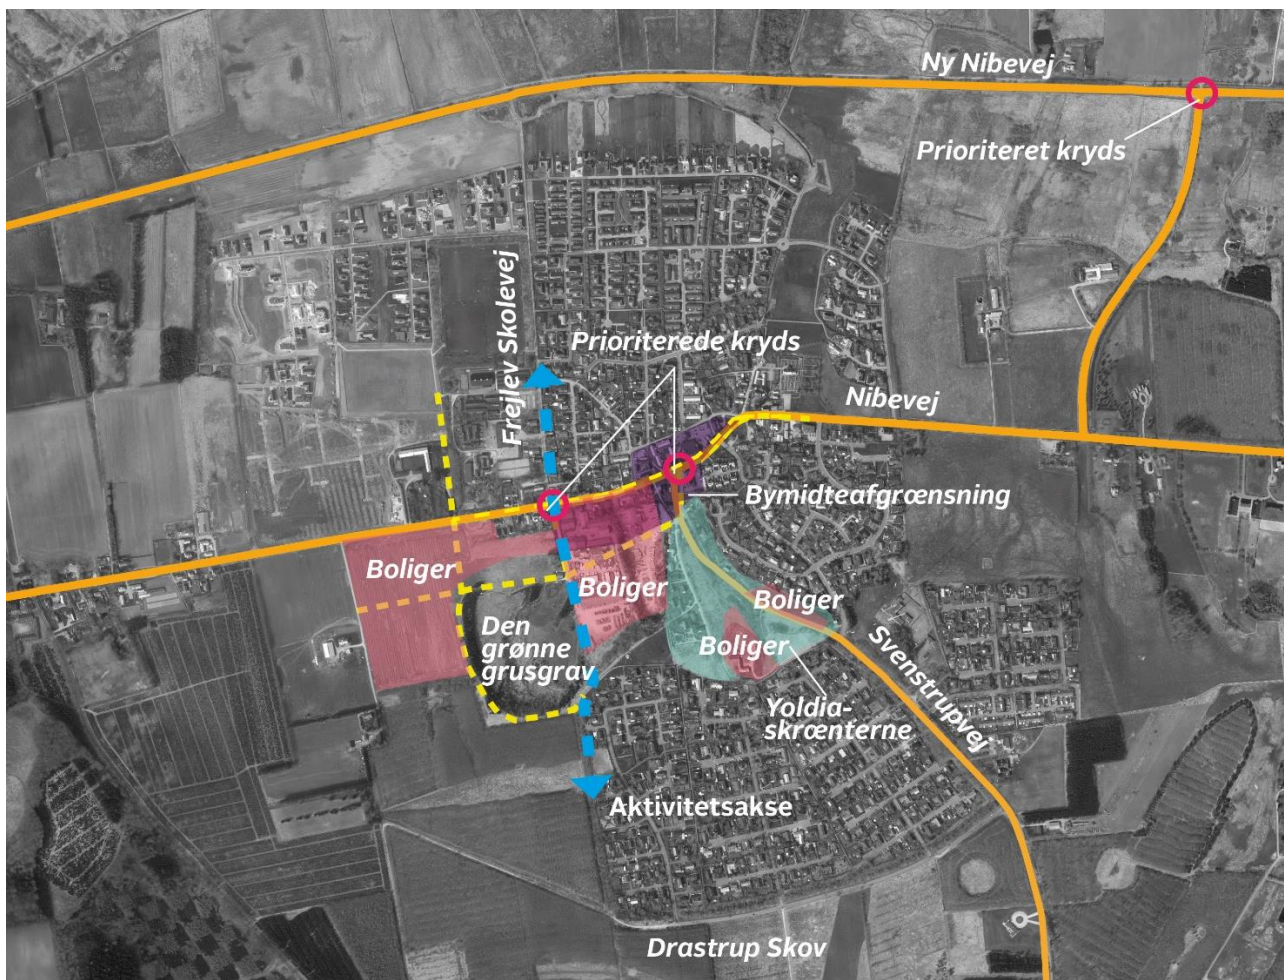 Ny Nibevej
Prioriteret kryds
Frejlev Skolevej
Prioriterede kryds
Nibevej
Bymidteafgrænsning
Boliger
Boliger
Boliger
Den
grønne
grusgrav
Boliger
Svenstrupvej
Yoldia-
skrænterne
Aktivitetsakse
Drastrup Skov